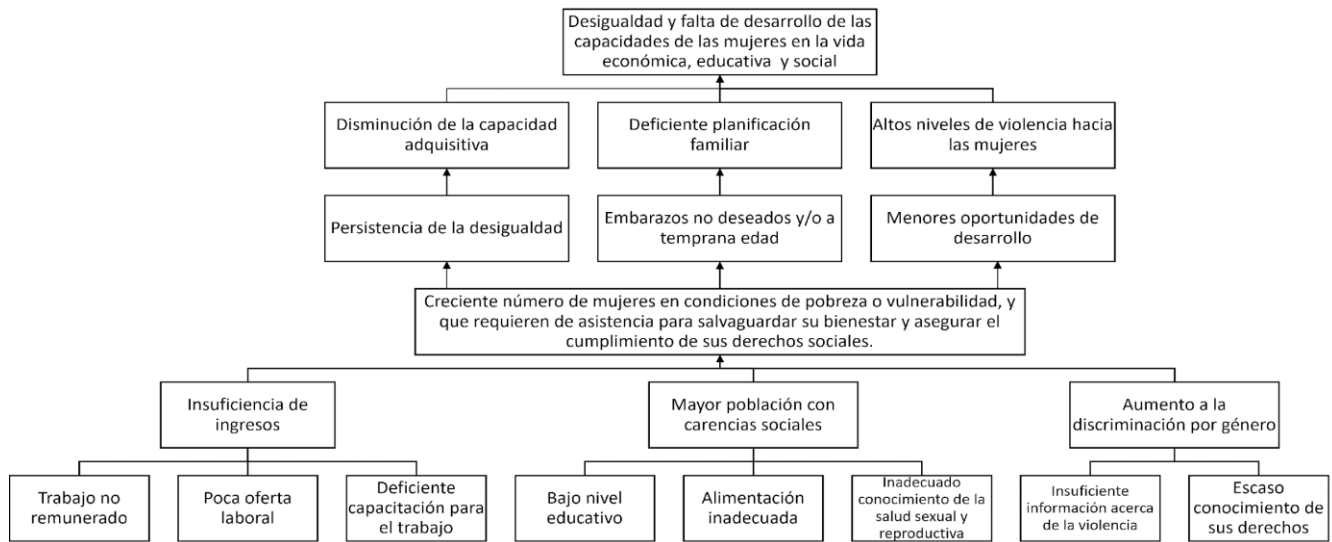 Desigualdad y falta de desarrollo de las
capacidades de las mujeres en la vida
económica, educativa y social
Disminución de la capacidad
adquisitiva
Deficiente planificación
familiar
Altos niveles de violencia hacia
las mujeres
Persistencia de la desigualdad
Embarazos no deseados y/o a
temprana edad
Menores oportunidades de
desarrollo
Creciente número de mujeres en condiciones de pobreza o vulnerabilidad, y
que requieren de asistencia para salvaguardar su bienestar y asegurar el
cumplimiento de sus derechos sociales.
Insuficiencia de
ingresos
Mayor población con
carencias sociales
Aumento a la
discriminación por género
Trabajo no
remunerado
Poca oferta
laboral
Deficiente
capacitación para
el trabajo
Bajo nivel
educativo
Alimentación
inadecuada
Inadecuado
conocimiento de la
salud sexual y
reproductiva
Insuficiente
información acerca
de la violencia
Escaso
conocimiento de
sus derechos